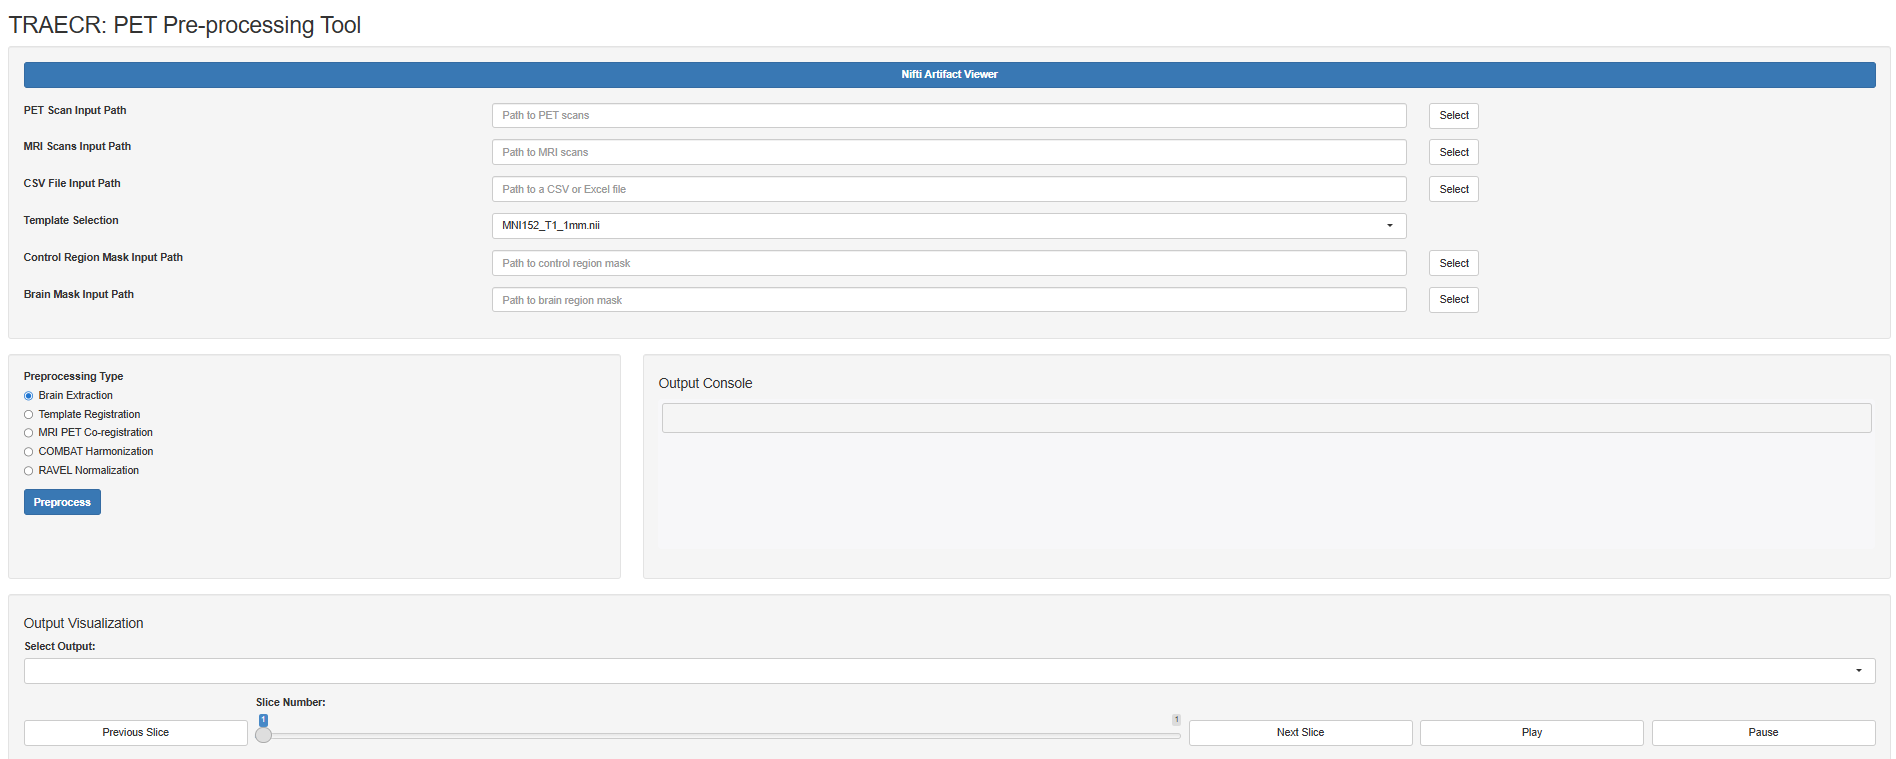 TRAECR: PET Pre-processing Tool
Nifti Artifact Viewer
PET Scan Input Path
Path to PET scans
Select
MRI Scans Input Path
Path to MRI scans
Select
CSV File Input Path
Path to a CSV or Excel file
Select
Template Selection
MNI152_T1_1mm.nii
Control Region Mask Input Path
Path to control region mask
Select
Brain Mask Input Path
Path to brain region mask
Select
Preprocessing Type
Brain Extraction
Template Registration
MRI PET Co-registration
COMBAT Harmonization
RAVEL Normalization
Preprocess
Output Console
Output Visualization
Select Output:
Slice Number:
1
1
Previous Slice
Next Slice
Play
Pause